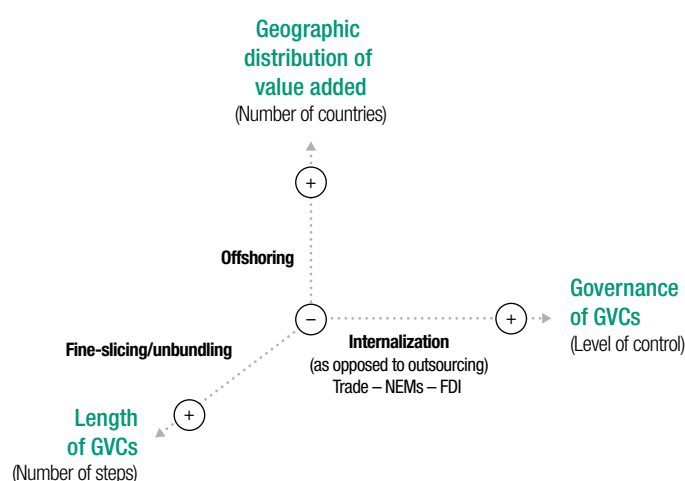 Geographic
distribution of
value added
(Number of countries)
+
Offshoring
−
+
Governance
of GVCs
(Level of control)
Internalization
(as opposed to outsourcing)
Trade – NEMs – FDI
Fine-slicing/unbundling
+
Length
of GVCs
(Number of steps)